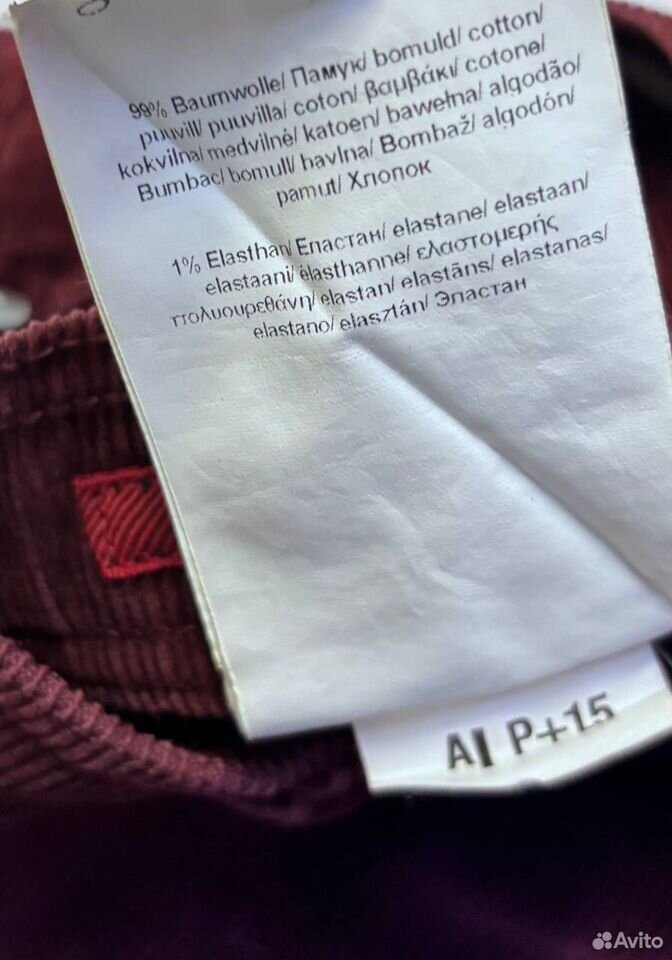 99% Baumwolle/ Памук/ bomuld/ cotton/
puuvill/ puuvilla/ coton/ βαμβάκι/ cotone/
kokvilna/ medvilnė/ katoen/ bawełna/ algodão/
Bumbac/ bomull/ bavlna/ Bombaž/ algodón/
pamut/ Хлопок
1% Elasthan/ Еластан/ elastane/ elastaan/
elastaani/ élasthanne/ ελαστομερής
πολυουρεθάνη/ elastan/ elastāns/ elastanas/
elastano/ elasztán/ Эластан
P+15
Avito